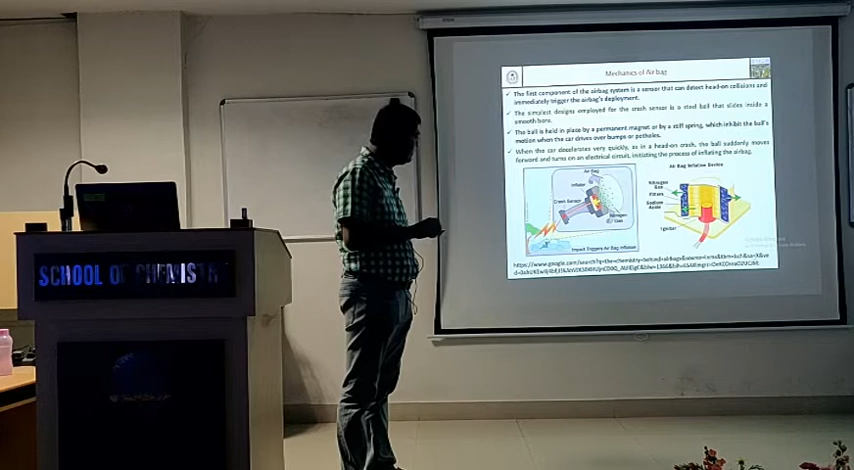 Mechanics of Air bag
✓ The first component of the airbag system is a sensor that can detect head-on collisions and
immediately trigger the airbag's deployment.
✓ The simplest designs employed for the crash sensor is a steel ball that slides inside a
smooth bore.
✓ The ball is held in place by a permanent magnet or by a stiff spring, which inhibit the ball's
motion when the car drives over bumps or potholes.
✓ When the car decelerates very quickly, as in a head-on crash, the ball suddenly moves
forward and turns on an electrical circuit, initiating the process of inflating the airbag.
Air Bag
Inflator
Crash Sensor
Nitrogen
Gas
Impact Triggers Air Bag Inflation
Air Bag Inflation Device
Nitrogen
Gas
Filters
Sodium
Azide
Ignitor
SCHOOL OF CHEMISTR